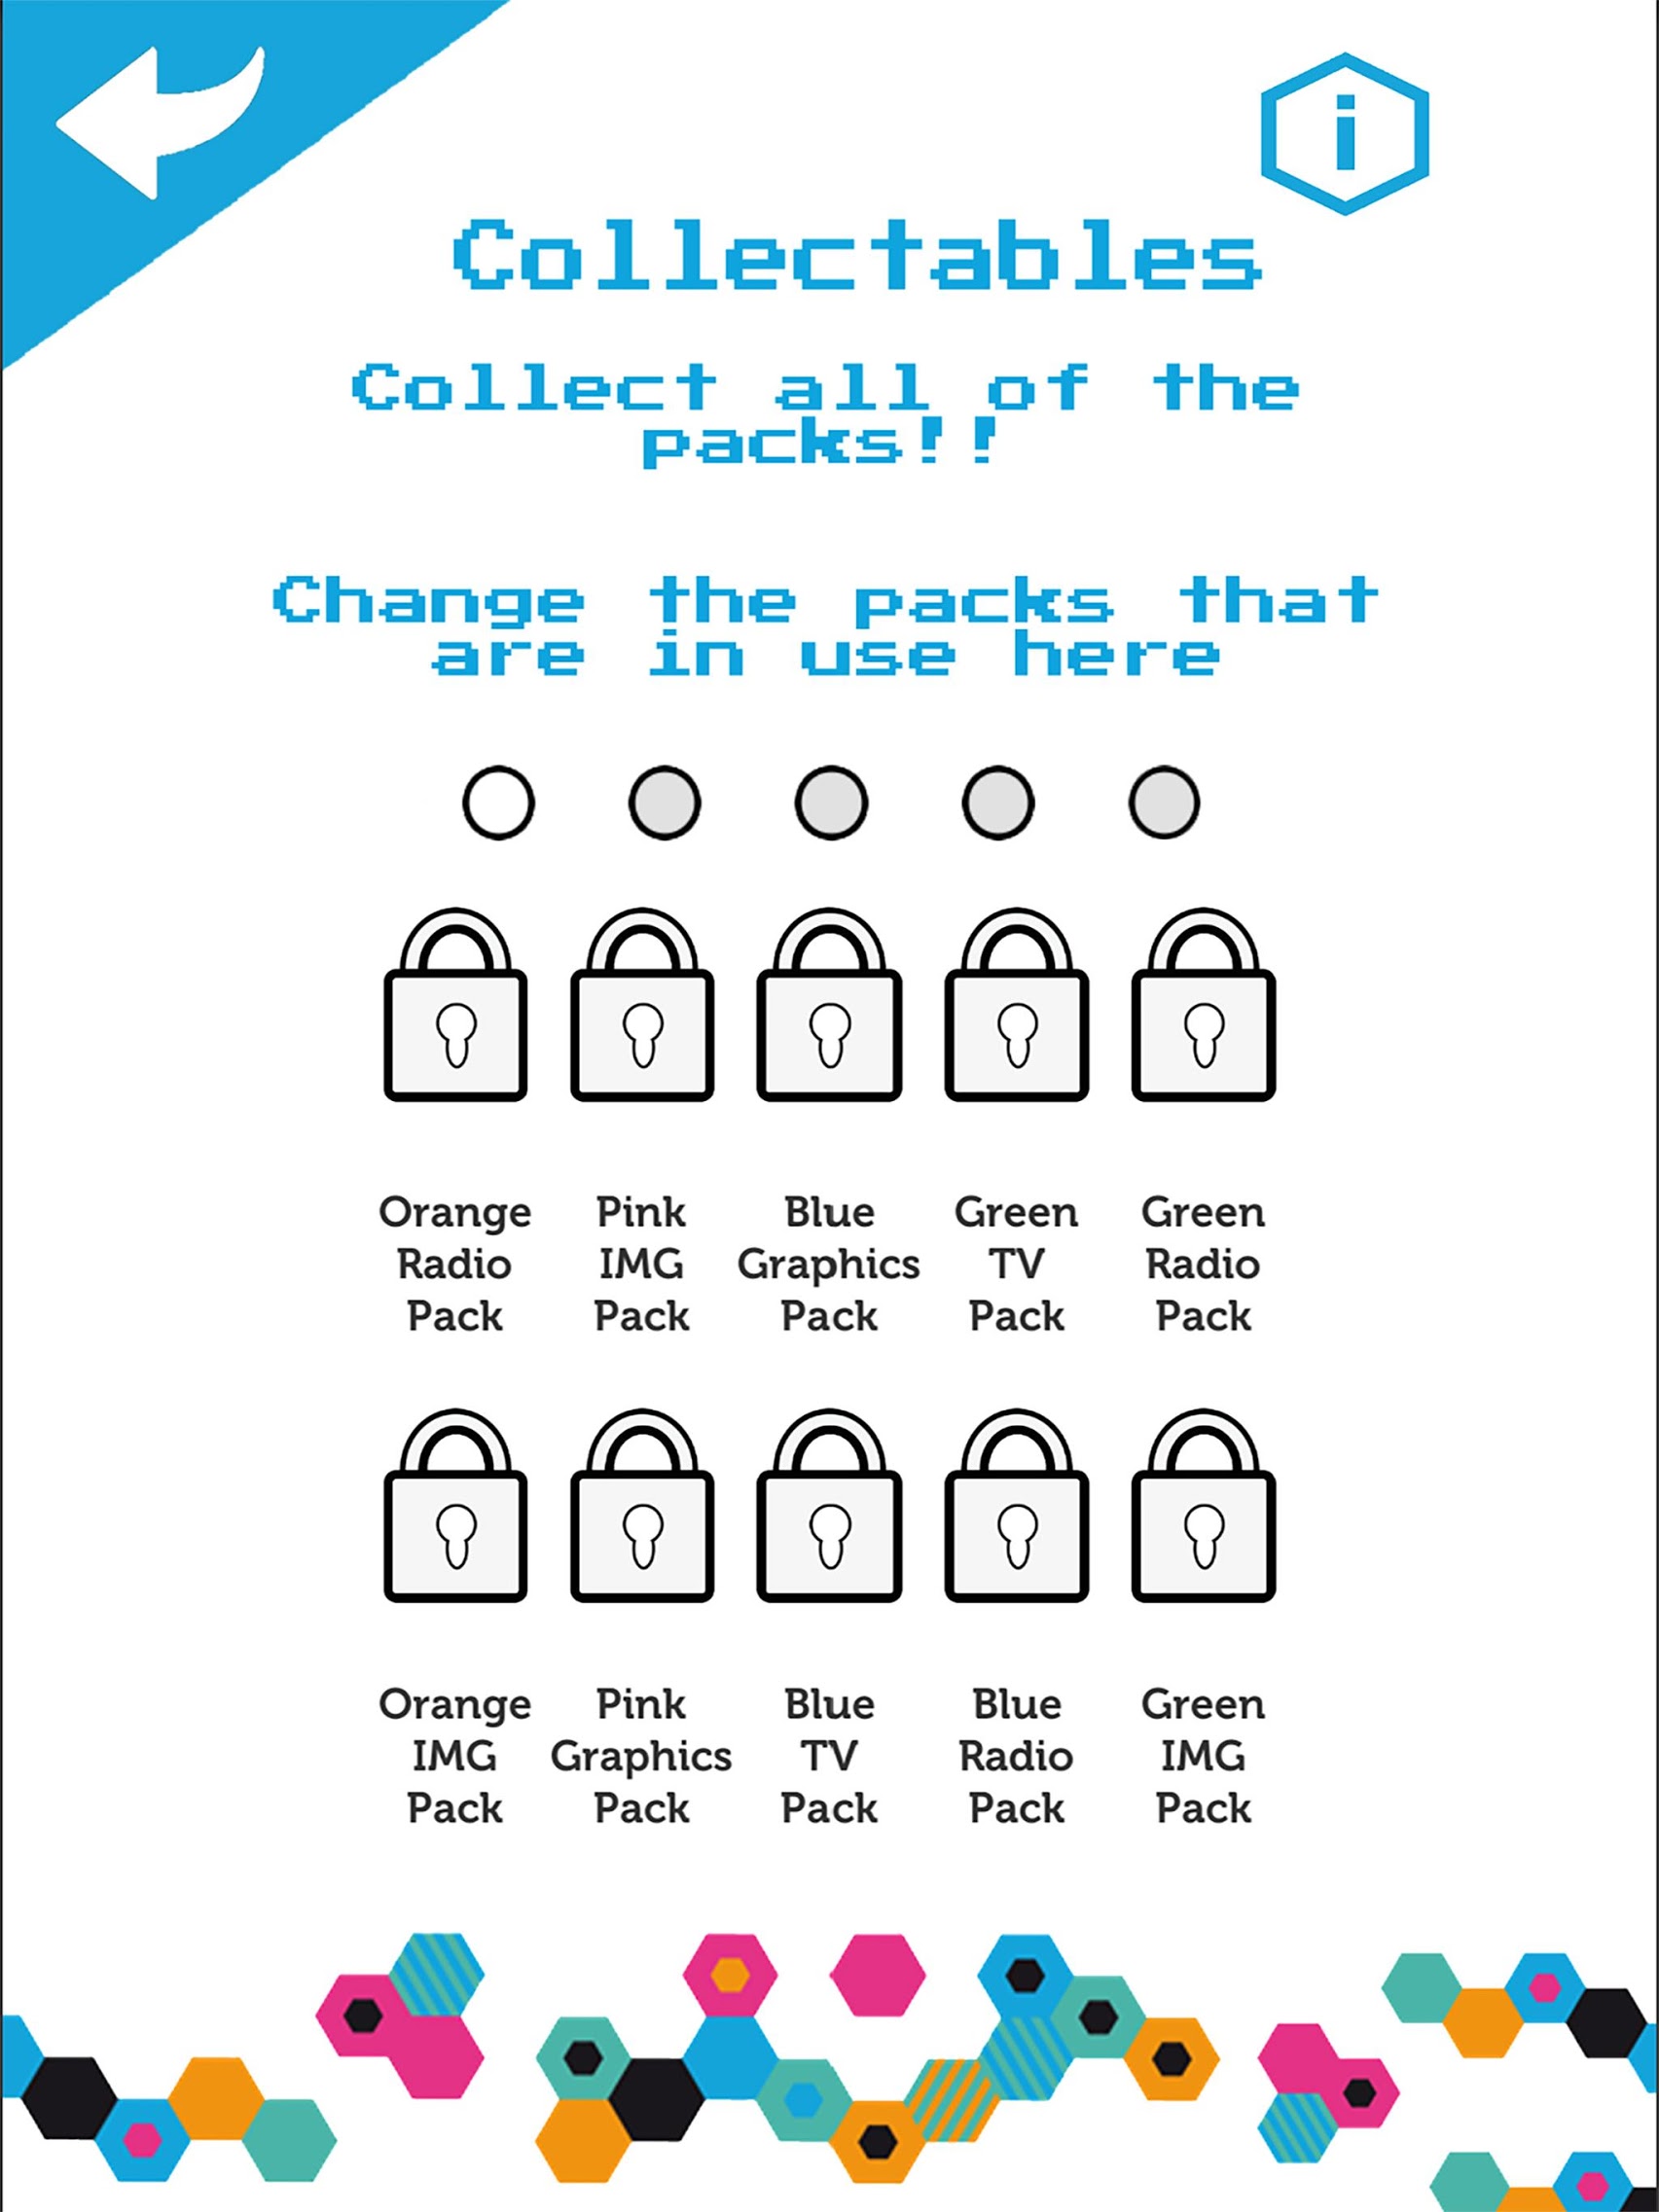 i
Collectables
Collect all of the
packs!!
Change the packs that
are in use here
Orange Pink Blue Green Green
Radio IMG Graphics TV Radio
Pack Pack Pack Pack Pack
Orange Pink Blue Blue Green
IMG Graphics TV Radio IMG
Pack Pack Pack Pack Pack